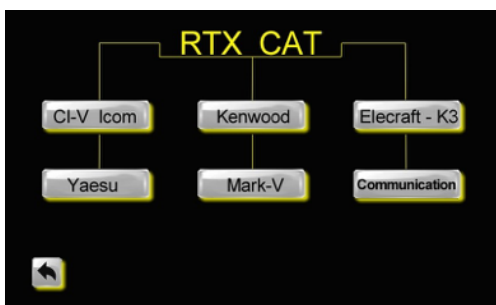 RTX CAT
CI-V Icom
Kenwood
Elecraft - K3
Yaesu
Mark-V
Communication